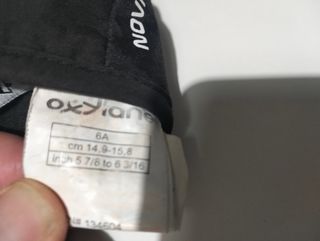 NOV
oxylane
6A
cm 14.9-15.8
inch 5 7/8 to 6 3/16
134604